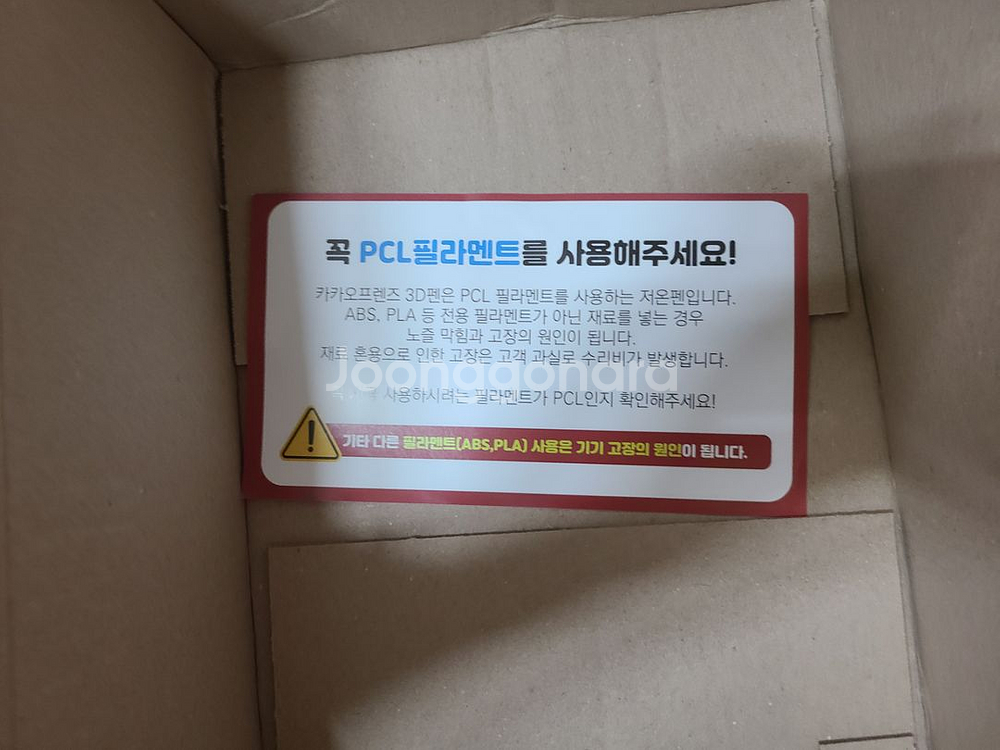 꼭 PCL필라멘트를 사용해주세요!
카카오프렌즈 3D펜은 PCL 필라멘트를 사용하는 저온펜입니다.
ABS, PLA 등 전용 필라멘트가 아닌 재료를 넣는 경우
노즐 막힘과 고장의 원인이 됩니다.
재료 혼용으로 인한 고장은 고객 과실로 수리비가 발생합니다.
Joonggonara
사용하시려는 필라멘트가 PCL인지 확인해주세요!
기타 다른 필라멘트(ABS,PLA) 사용은 기기 고장의 원인이 됩니다.